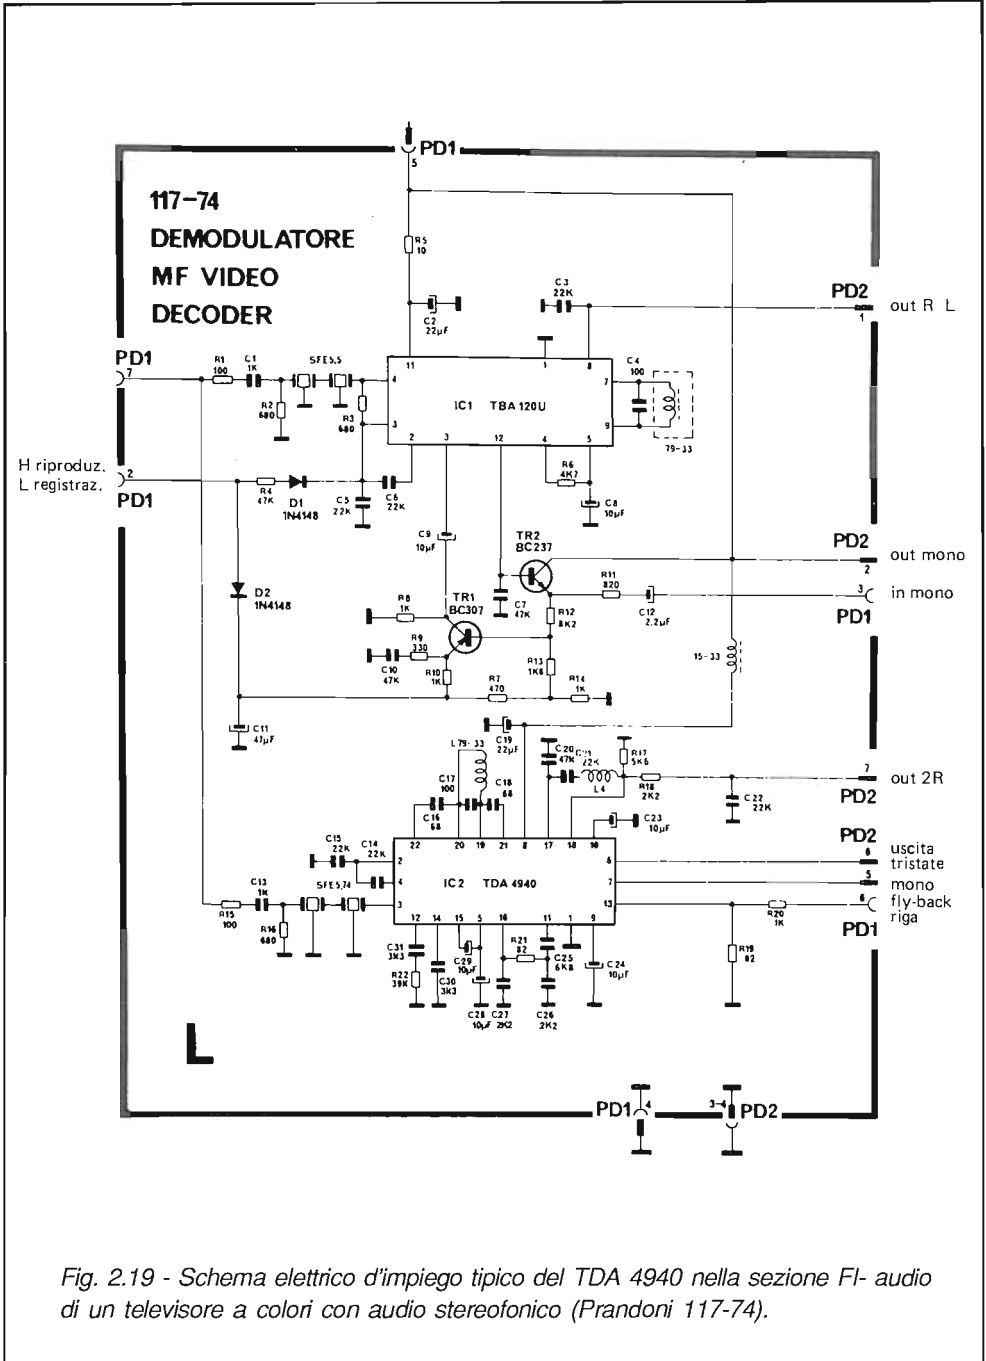 PD1
5
117-74
DEMODULATORE
MF VIDEO
DECODER
R5
10
C2
22µF
C3
22K
PD2
1
out R L
PD1
7
R1
100
C1
1K
SFE5,5
R2
680
R3
680
11
1
8
4
3
IC1 TBA 120U
7
9
2
3
12
4
5
C4
100
79-33
H riproduz.
L registraz.
2
PD1
R4
47K
D1
1N4148
C5
22K
C6
22K
R6
4K7
C8
10µF
C9
10µF
TR2
BC237
PD2
2
out mono
D2
1N4148
R8
1K
TR1
BC307
C7
47K
R11
820
R12
8K2
C12
2.2µF
3
in mono
PD1
R9
330
C10
47K
R10
1K
R13
1K8
R7
470
R14
1K
15-33
C11
47µF
L79-33
C19
22µF
C20
47K
C21
22K
L4
R17
5K6
R18
2K2
7
out 2R
PD2
C22
22K
C17
100
C18
68
C16
68
C23
10µF
C15
22K
C14
22K
22
20
19
21
8
17
18
10
2
4
3
IC2 TDA 4940
6
7
13
PD2
6
uscita
tristate
5
mono
6
fly-back
riga
PD1
C13
1K
SFE5,74
R15
100
R16
680
12
14
15
5
16
11
1
9
R20
1K
R19
82
C31
3K3
R22
39K
C30
3K3
C29
10µF
R21
82
C25
6K8
C24
10µF
C28
10µF
C27
2K2
C26
2K2
L
PD1
4
3-4
PD2
Fig. 2.19 - Schema elettrico d'impiego tipico del TDA 4940 nella sezione FI- audio
di un televisore a colori con audio stereofonico (Prandoni 117-74).